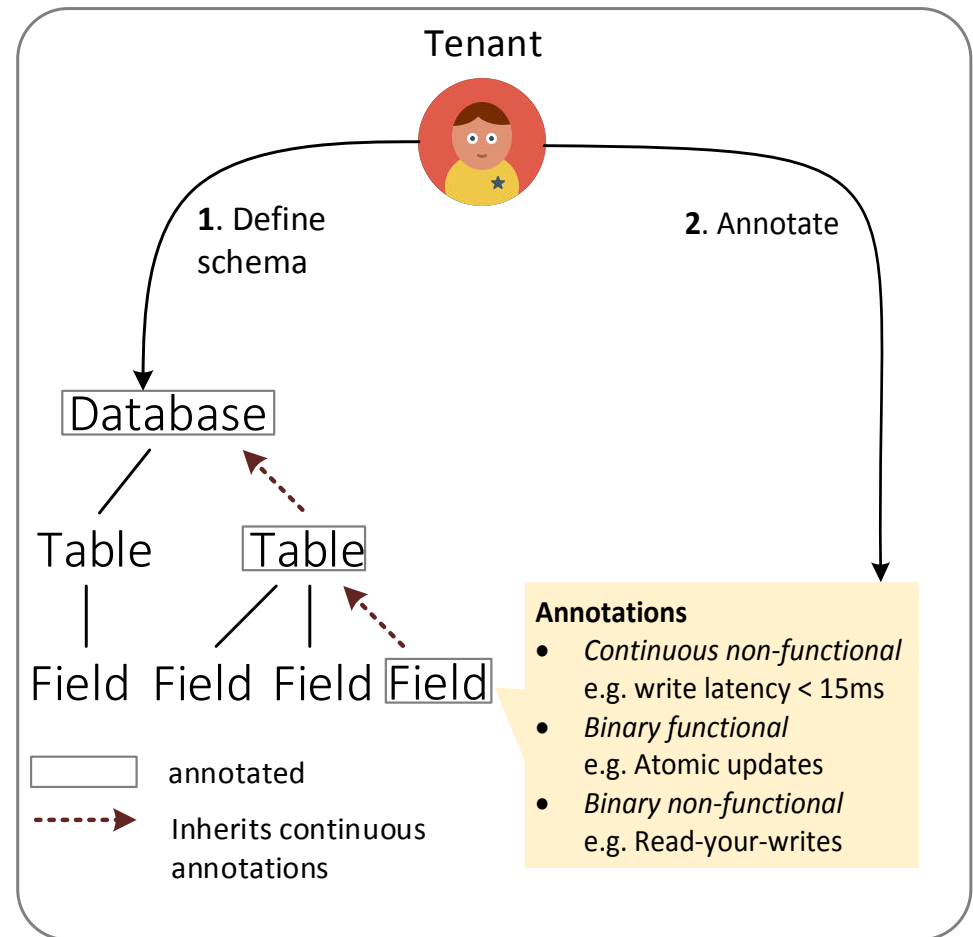 Tenant
1. Define
schema
2. Annotate
Database
Table
Table
Field
Field
Field
Field
annotated
Inherits continuous
annotations
Annotations
• Continuous non-functional
e.g. write latency < 15ms
• Binary functional
e.g. Atomic updates
• Binary non-functional
e.g. Read-your-writes